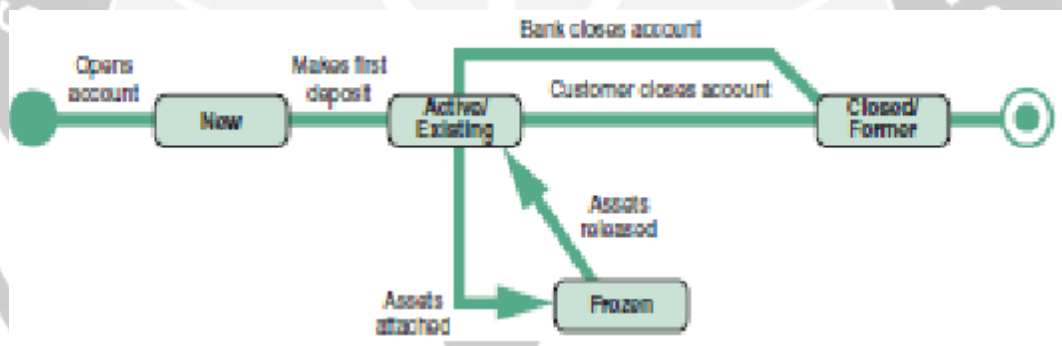 Bank closes account
Opens
account
Makes first
deposit
Customer closes account
New
Active/
Existing
Closed/
Former
Assets
released
Assets
attached
Frozen